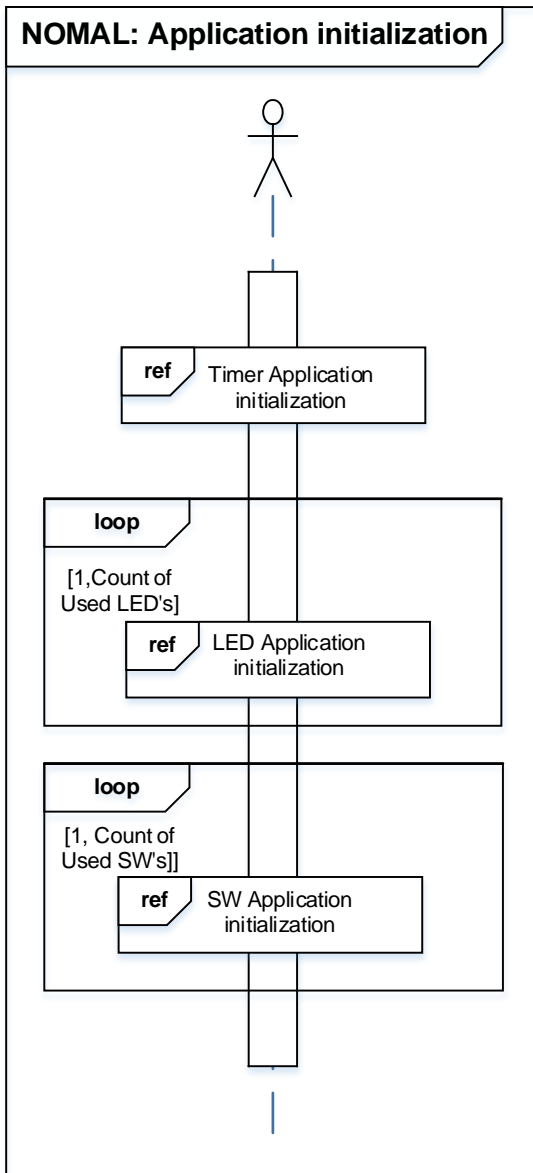 NOMAL: Application initialization
ref
Timer Application
initialization
loop
[1,Count of
Used LED's]
ref
LED Application
initialization
loop
[1, Count of
Used SW's]]
ref
SW Application
initialization